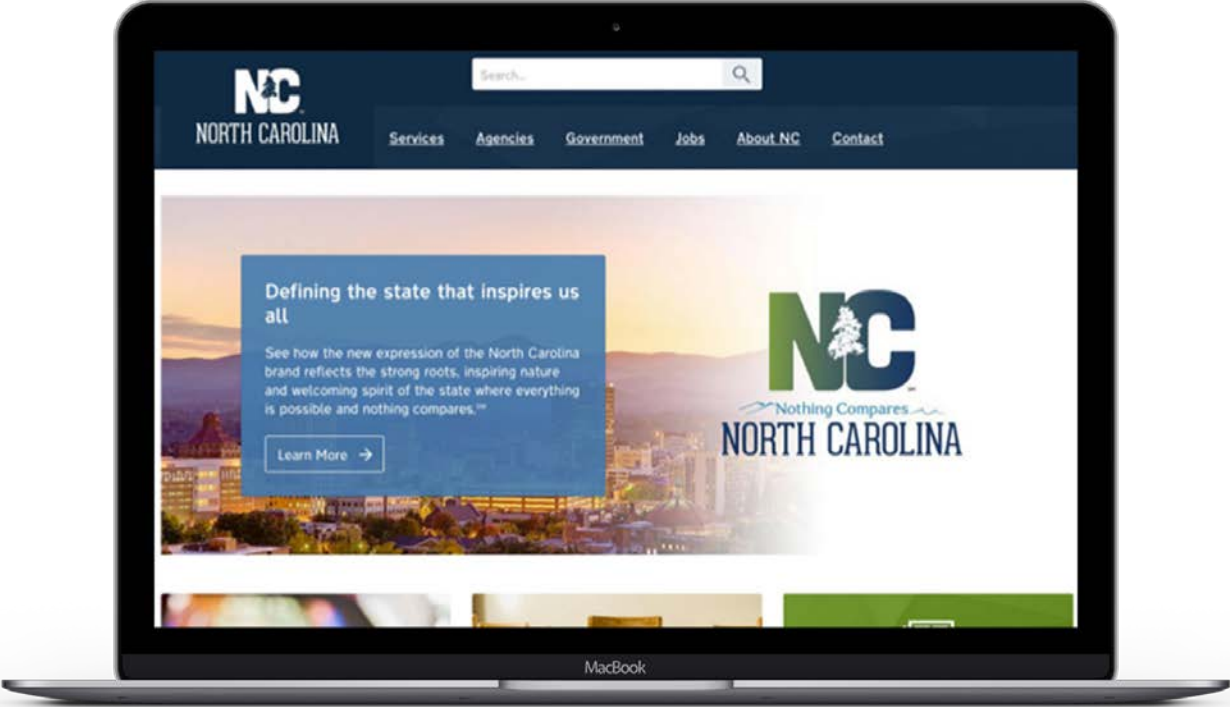 Search...
NC
NORTH CAROLINA
Services Agencies Government Jobs About NC Contact
Defining the state that inspires us
all
See how the new expression of the North Carolina
brand reflects the strong roots, inspiring nature
and welcoming spirit of the state where everything
is possible and nothing compares.℠
Learn More →
NC
Nothing Compares
NORTH CAROLINA
MacBook